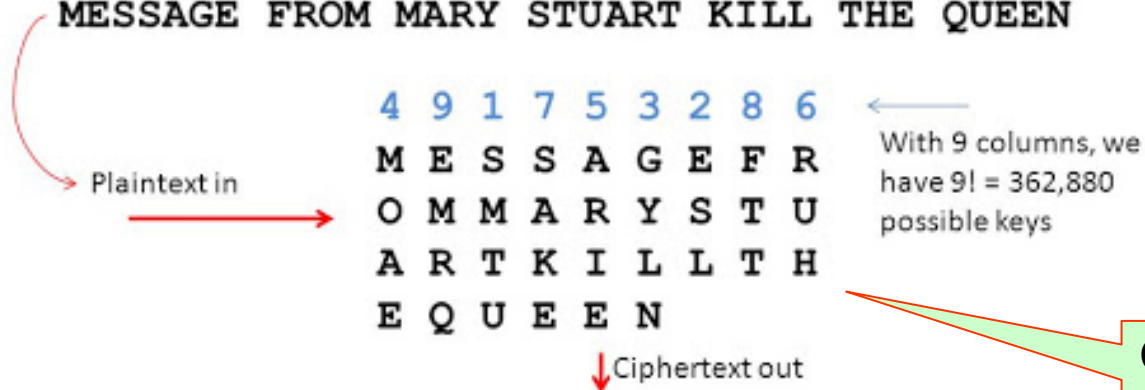 MESSAGE FROM MARY STUART KILL THE QUEEN
4 9 1 7 5 3 2 8 6
With 9 columns, we
have 9! = 362,880
possible keys
Plaintext in
M E S S A G E F R
O M M A R Y S T U
A R T K I L L T H
E Q U E E N
Ciphertext out